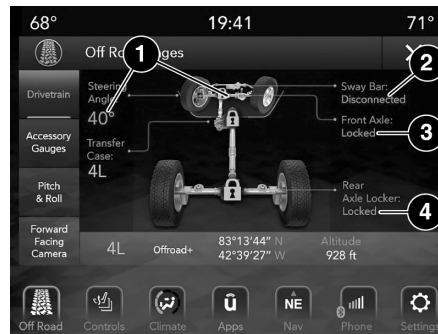 68°
19:41
71°
Off Ro ges
1
Steering
Angle:
40°
Transfer
Case:
4L
Sway Bar:
Disconnected
2
Front Axle:
Locked
3
Rear
Axle Locker:
Locked
4
Drivetrain
Accessory
Gauges
Pitch
& Roll
Forward
Facing
Camera
4L
Offroad+
83°13'44" N
42°39'27" W
Altitude
928 ft
Off Road
Controls
Climate
û
Apps
NE
Nav
Phone
Settings